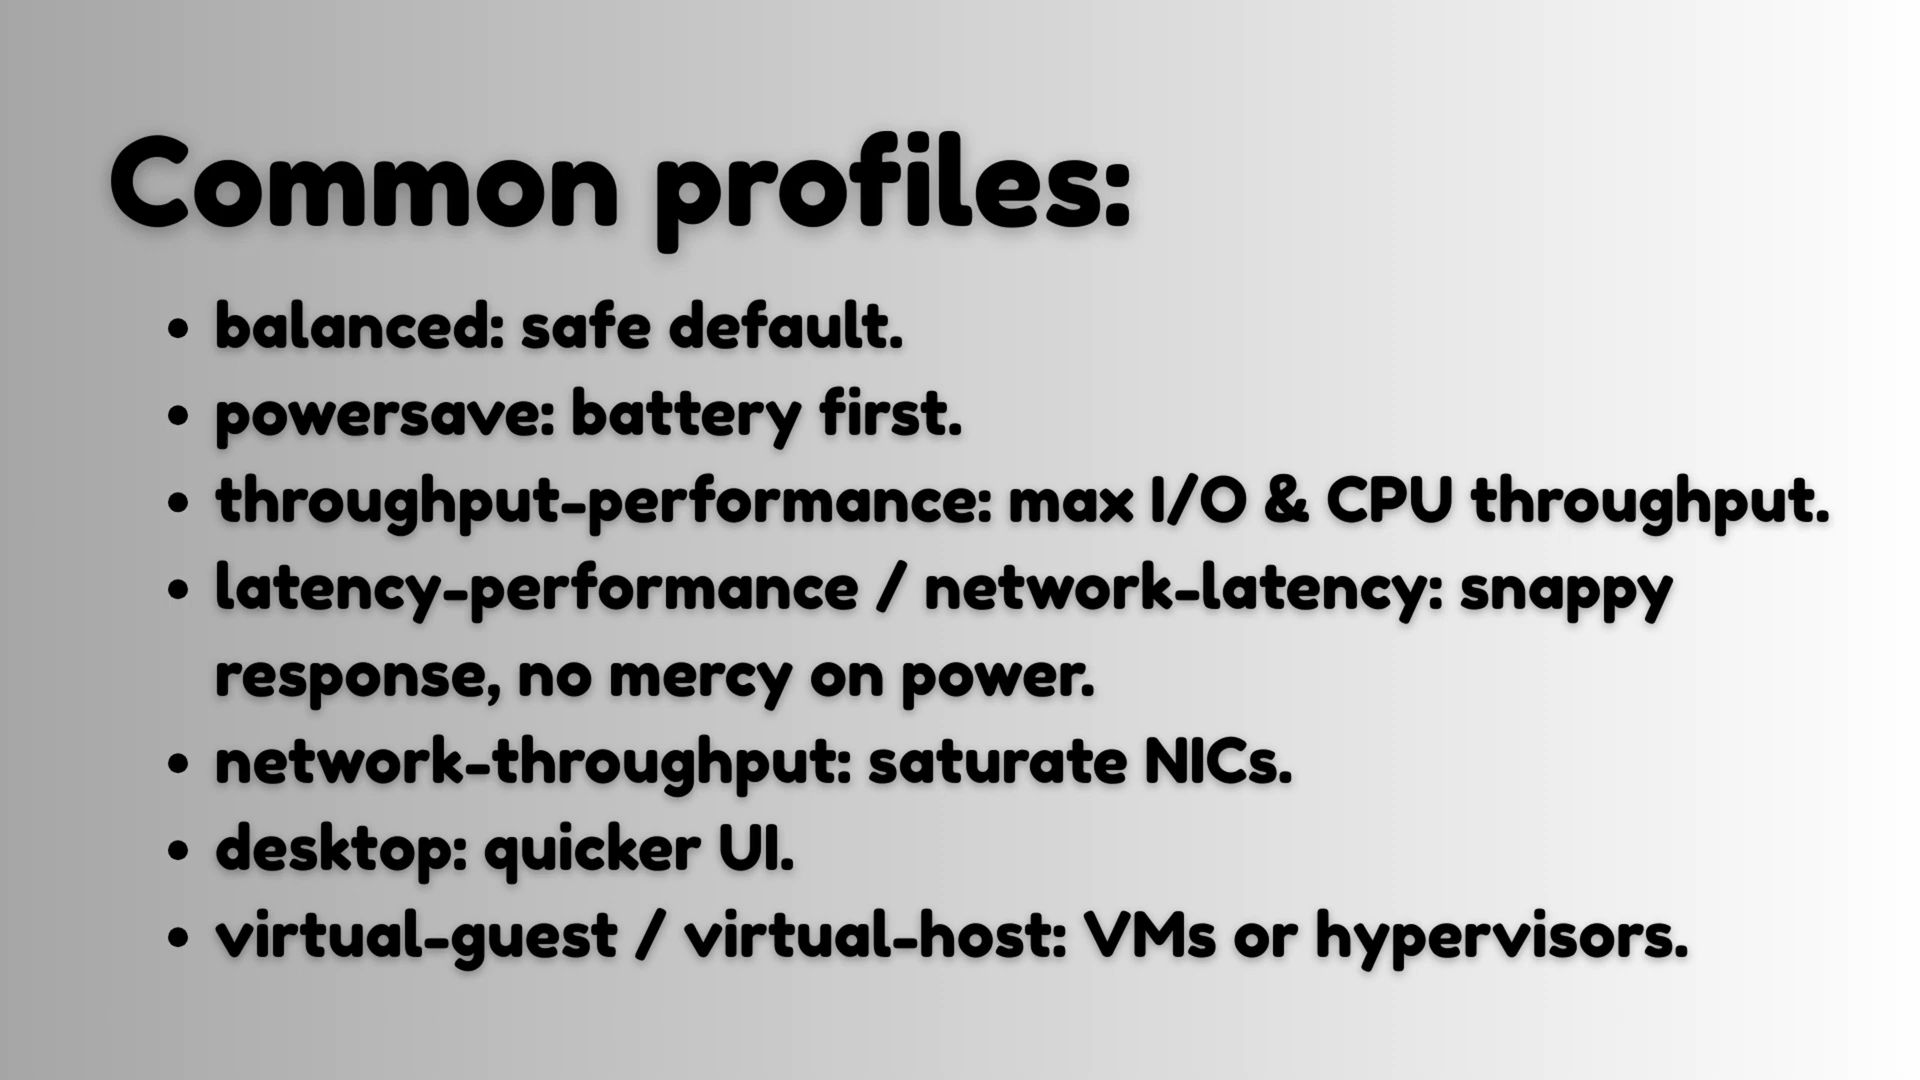 Common profiles:
• balanced: safe default.
• powersave: battery first.
• throughput-performance: max I/O & CPU throughput.
• latency-performance / network-latency: snappy
response, no mercy on power.
• network-throughput: saturate NICs.
• desktop: quicker UI.
• virtual-guest / virtual-host: VMs or hypervisors.